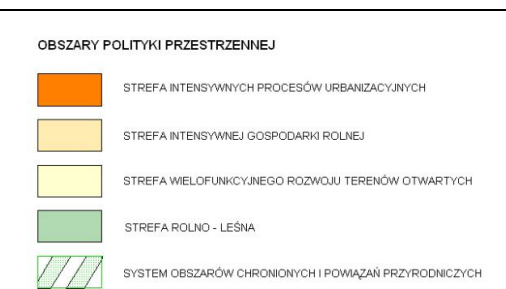 OBSZARY POLITYKI PRZESTRZENNEJ
STREFA INTENSYWNYCH PROCESÓW URBANIZACYJNYCH
STREFA INTENSYWNEJ GOSPODARKI ROLNEJ
STREFA WIELOFUNKCYJNEGO ROZWOJU TERENÓW OTWARTYCH
STREFA ROLNO - LEŚNA
SYSTEM OBSZARÓW CHRONIONYCH I POWIĄZAŃ PRZYRODNICZYCH